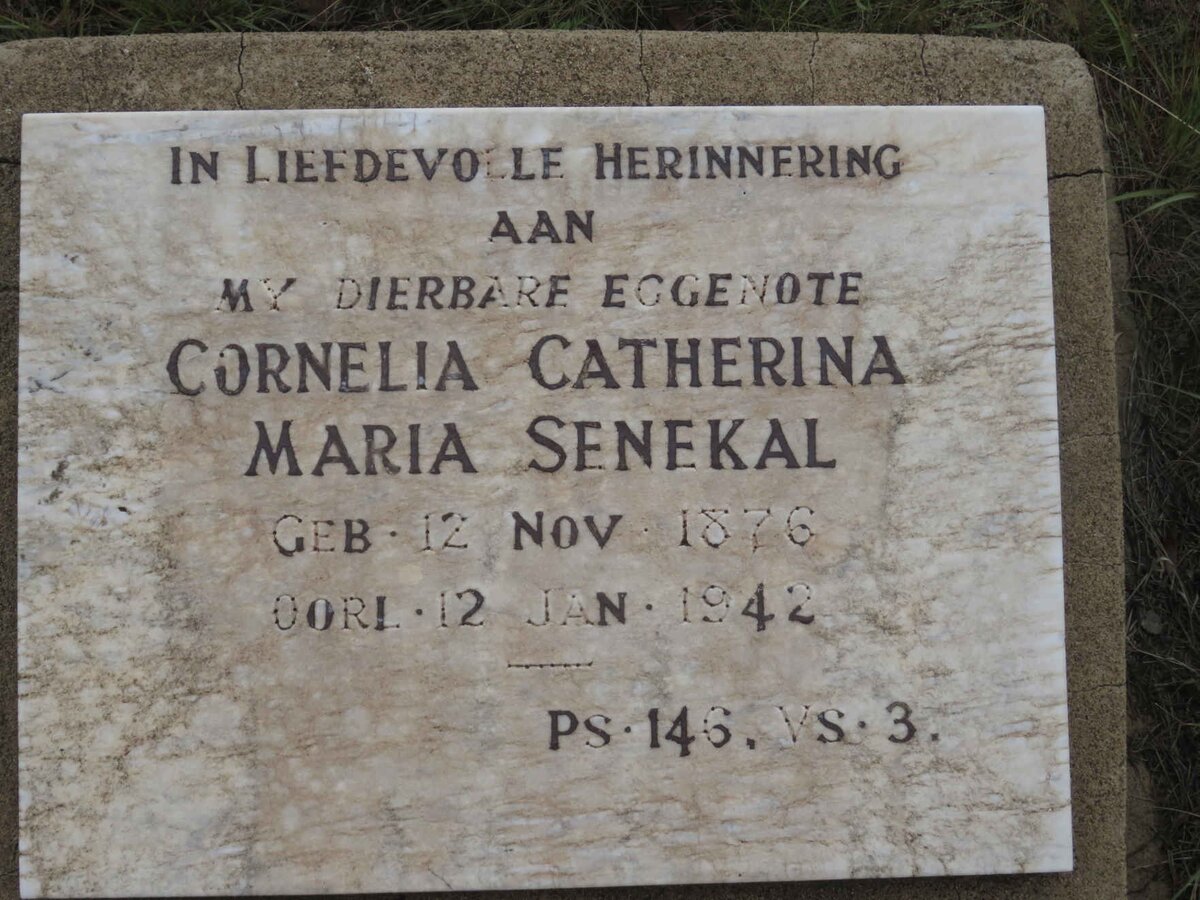 IN LIEFDEVOLLE HERINNERING
AAN
MY DIERBARE EGGENOTE
CORNELIA CATHERINA
MARIA SENEKAL
GEB · 12 NOV · 1876
OORL · 12 JAN · 1942
PS · 146, VS · 3.